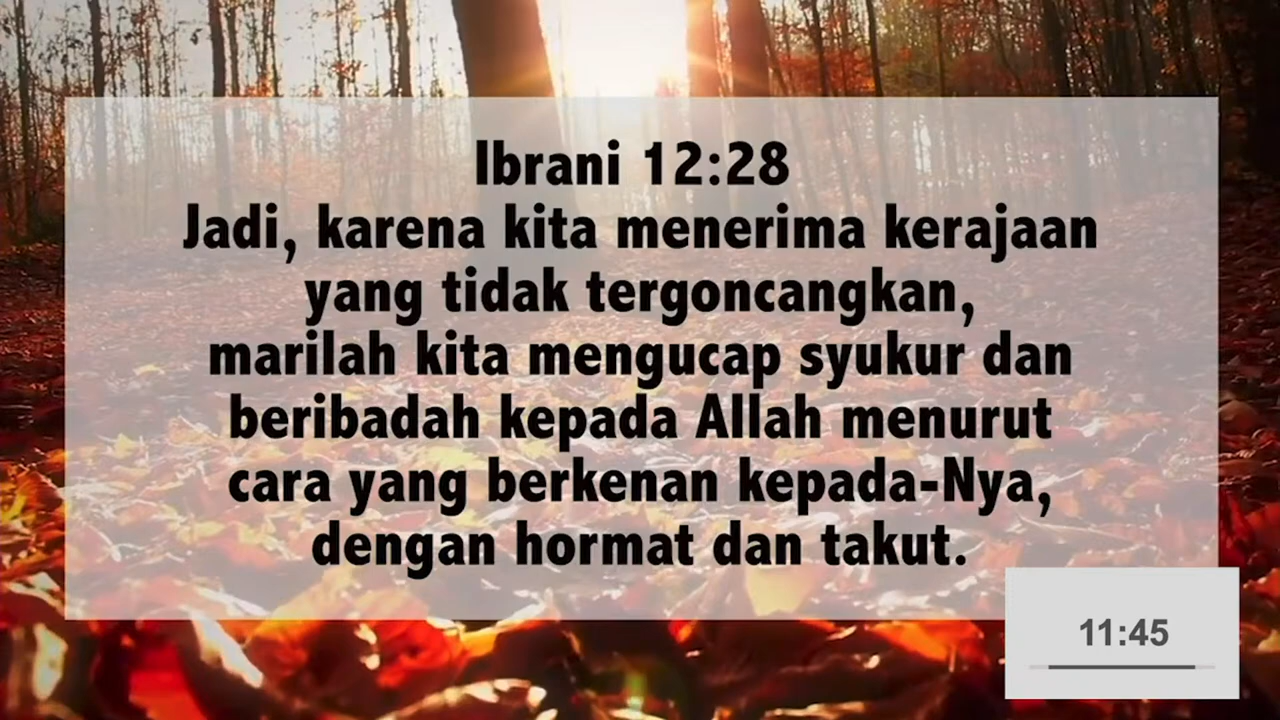 Ibrani 12:28
Jadi, karena kita menerima kerajaan
yang tidak tergoncangkan,
marilah kita mengucap syukur dan
beribadah kepada Allah menurut
cara yang berkenan kepada-Nya,
dengan hormat dan takut.
11:45